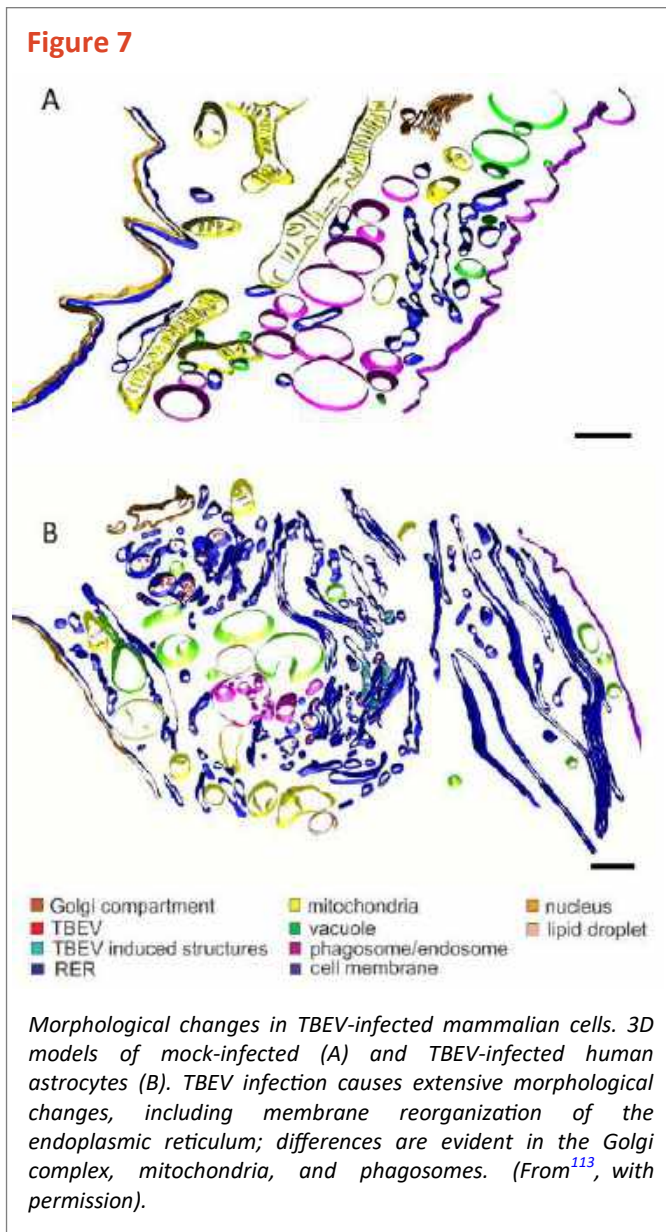 Figure 7
A
B
Golgi compartment
TBEV
TBEV induced structures
RER
mitochondria
vacuole
phagosome/endosome
cell membrane
nucleus
lipid droplet
Morphological changes in TBEV-infected mammalian cells. 3D
models of mock-infected (A) and TBEV-infected human
astrocytes (B). TBEV infection causes extensive morphological
changes, including membrane reorganization of the
endoplasmic reticulum; differences are evident in the Golgi
complex, mitochondria, and phagosomes. (From113, with
permission).